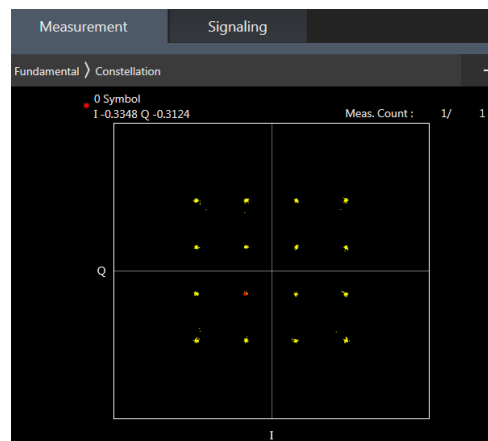 Measurement Signaling
Fundamental 〉 Constellation
0 Symbol
I -0.3348 Q -0.3124 Meas. Count : 1/ 1
Q
I